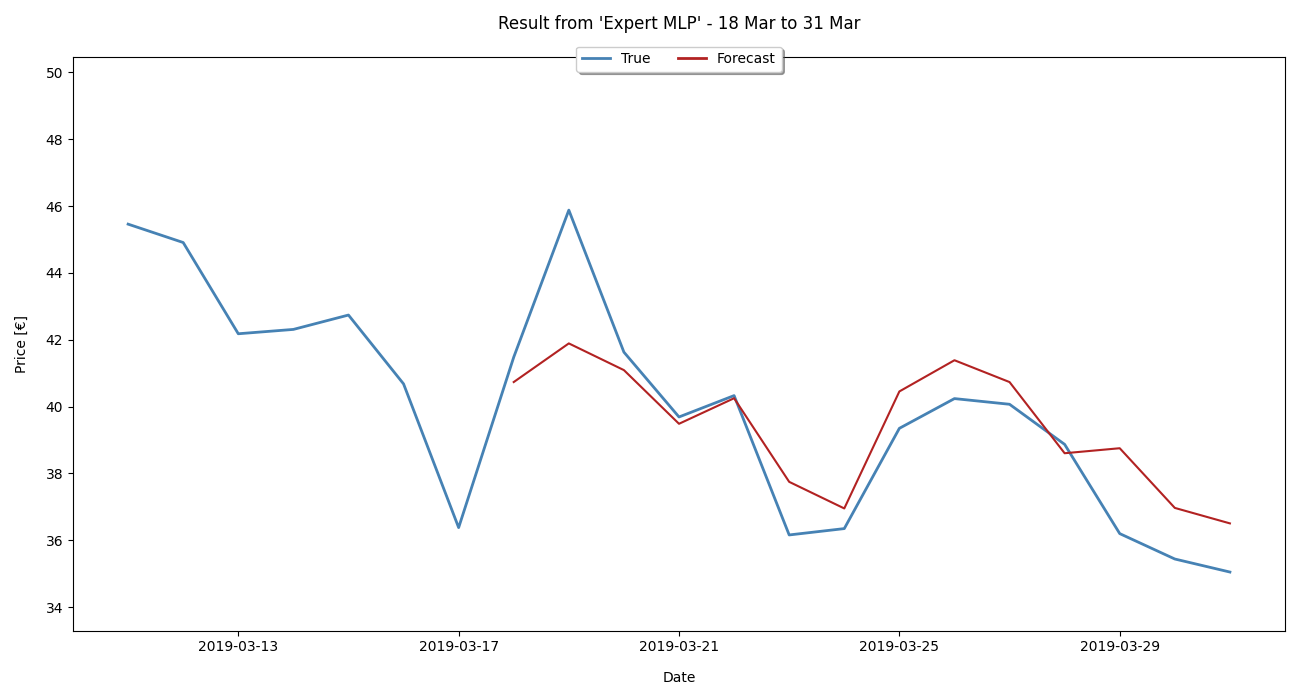 Result from 'Expert MLP' - 18 Mar to 31 Mar
True Forecast
50
48
46
44
42
40
38
36
34
Price [€]
2019-03-13 2019-03-17 2019-03-21 2019-03-25 2019-03-29
Date